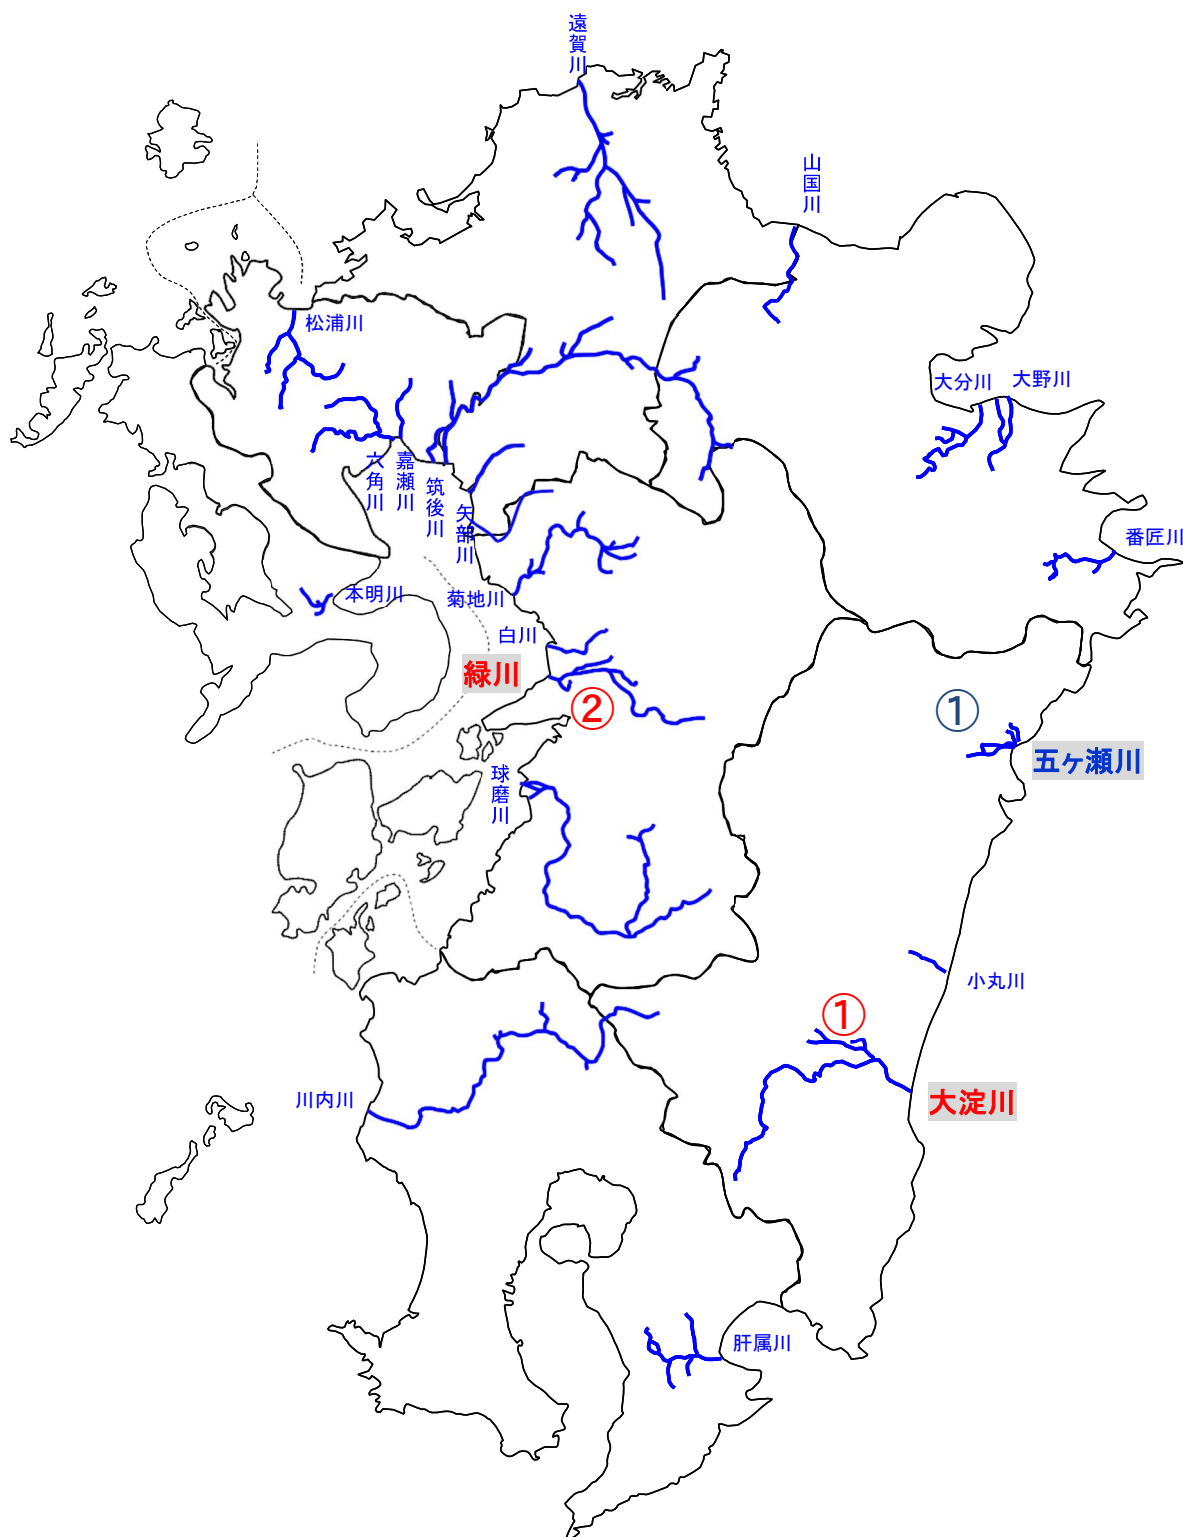 遠賀川
山国川
松浦川
大分川
大野川
六角川
嘉瀬川
筑後川
矢部川
番匠川
本明川
菊地川
白川
緑川
②
①
五ヶ瀬川
球磨川
小丸川
①
川内川
大淀川
肝属川